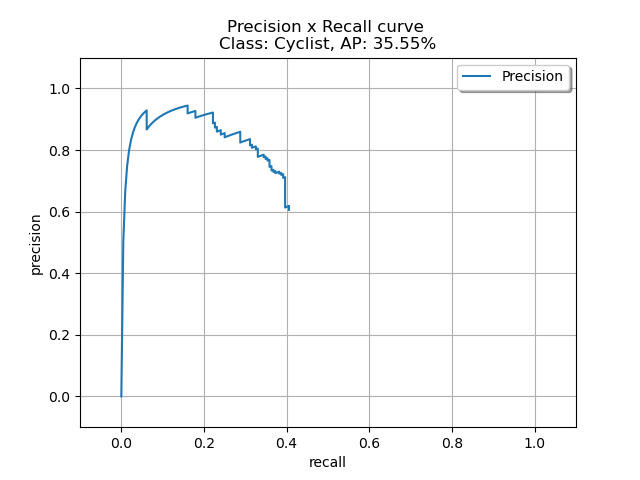 Precision x Recall curve
Class: Cyclist, AP: 35.55%
Precision
1.0
0.8
0.6
0.4
0.2
0.0
precision
0.0 0.2 0.4 0.6 0.8 1.0
recall